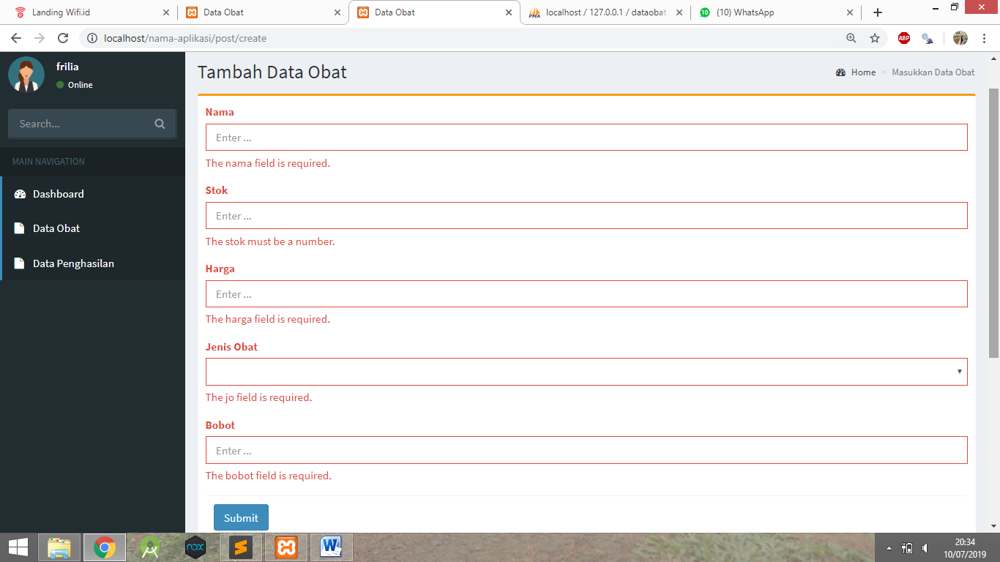 Landing Wifi.id
Data Obat
Data Obat
PMA
localhost / 127.0.0.1 / dataobat
10
(10) WhatsApp
localhost/nama-aplikasi/post/create
ABP
frilia
Online
Search...
MAIN NAVIGATION
Dashboard
Data Obat
Data Penghasilan
Tambah Data Obat
Home > Masukkan Data Obat
Nama
Enter ...
The nama field is required.
Stok
Enter ...
The stok must be a number.
Harga
Enter ...
The harga field is required.
Jenis Obat
The jo field is required.
Bobot
Enter ...
The bobot field is required.
Submit
nox
20:34
10/07/2019